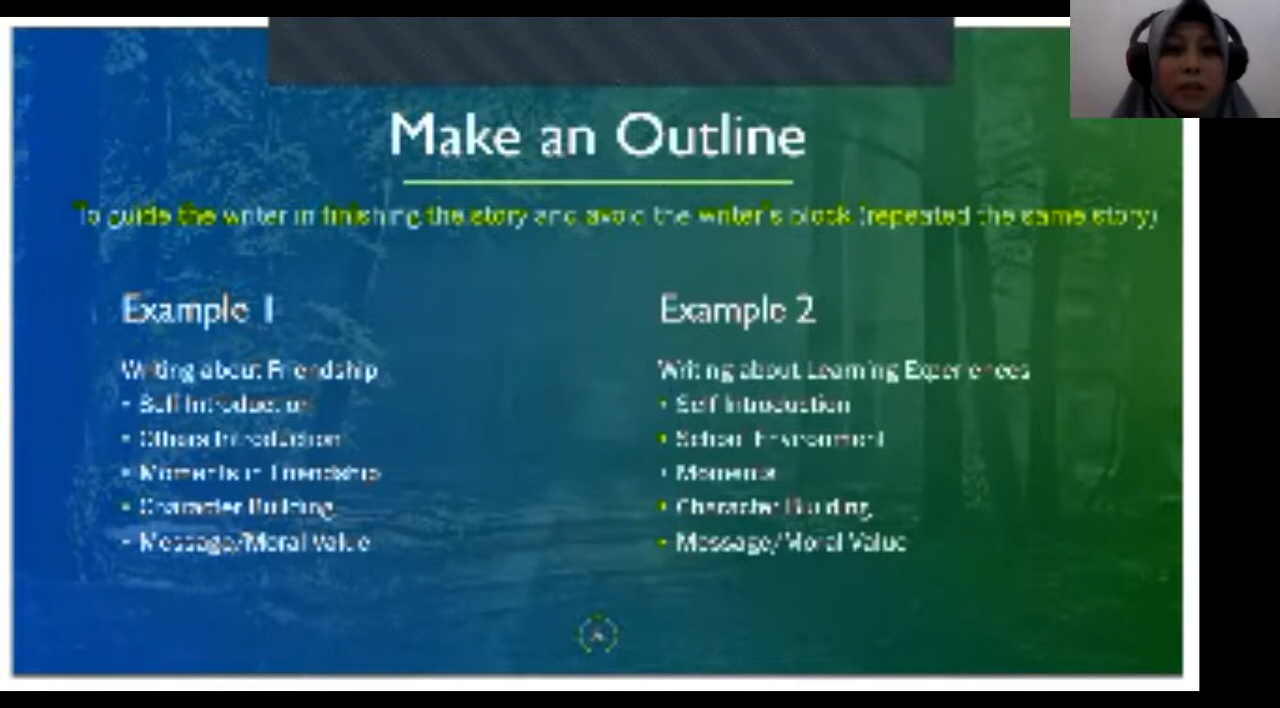 Make an Outline
To guide the writer in finishing the story and avoid the writer's block (repeated the same story)
Example 1
Writing about Friendship
- Self Introduction
- Others Introduction
- Moments in Friendship
- Character Building
- Message/Moral Value
Example 2
Writing about Learning Experiences
- Self Introduction
- School Environment
- Moments
- Character Building
- Message/Moral Value